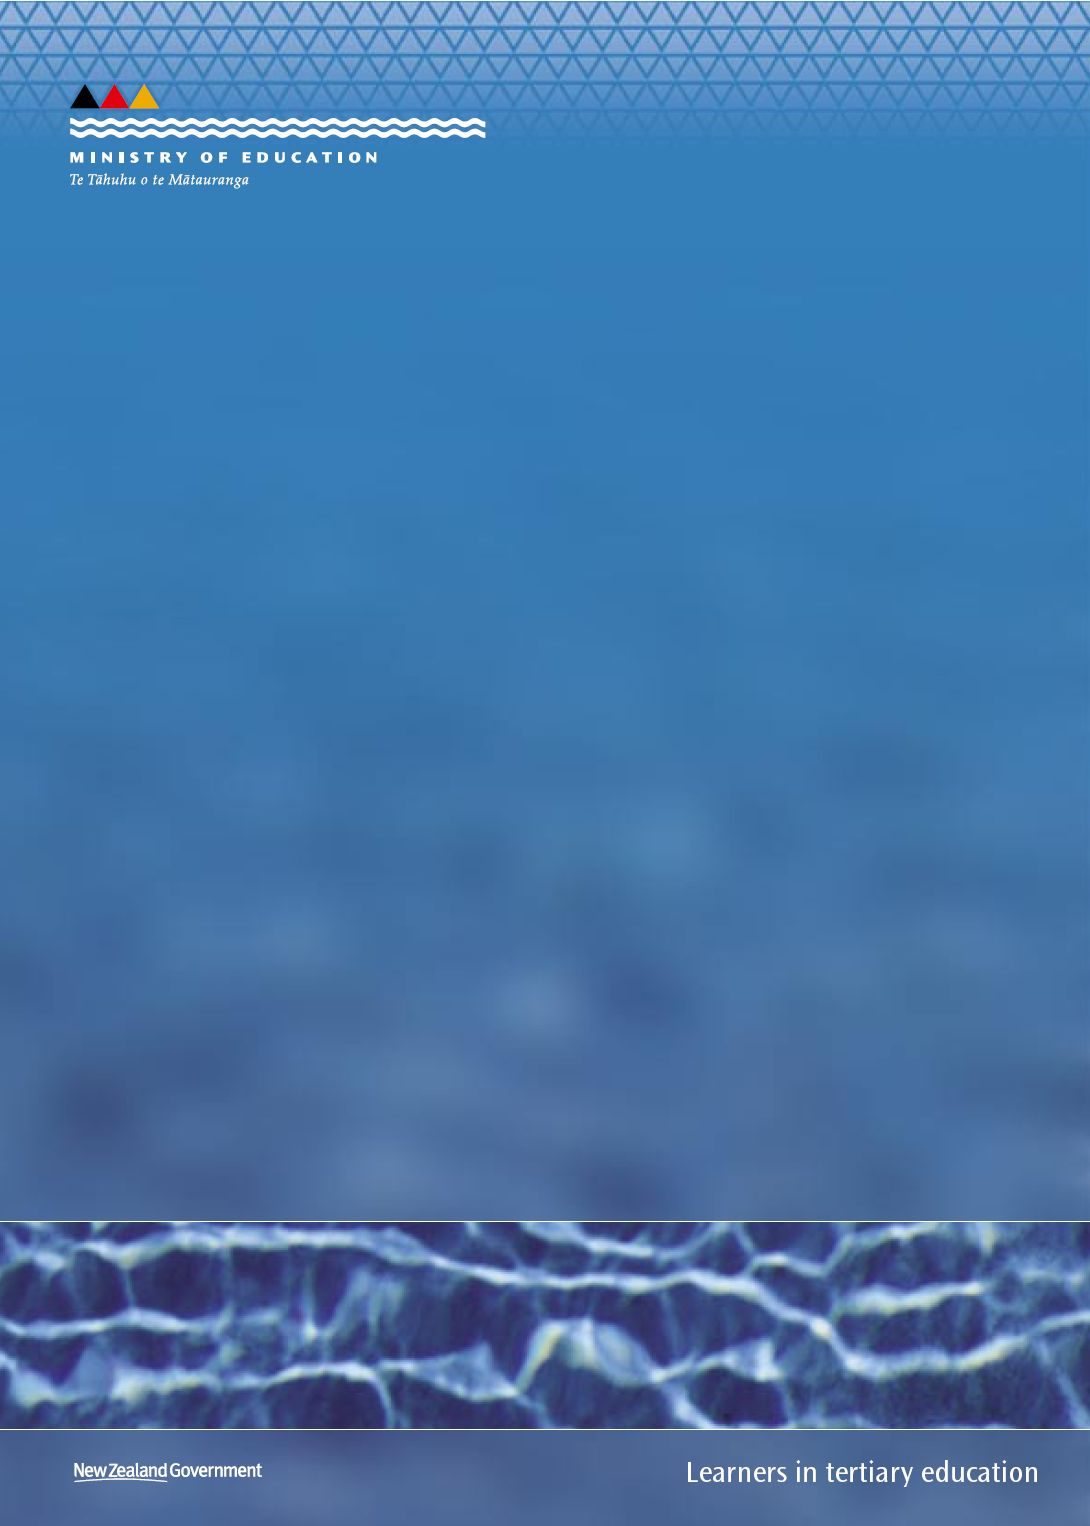 MINISTRY OF EDUCATION
Te Tāhuhu o te Mātauranga
New Zealand Government
Learners in tertiary education